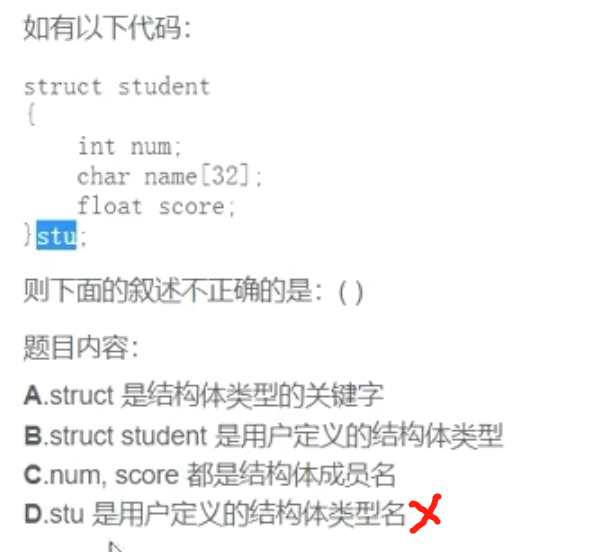 如有以下代码：
struct student
{
    int num;
    char name[32];
    float score;
}stu;
则下面的叙述不正确的是：( )
题目内容：
A.struct 是结构体类型的关键字
B.struct student 是用户定义的结构体类型
C.num, score 都是结构体成员名
D.stu 是用户定义的结构体类型名